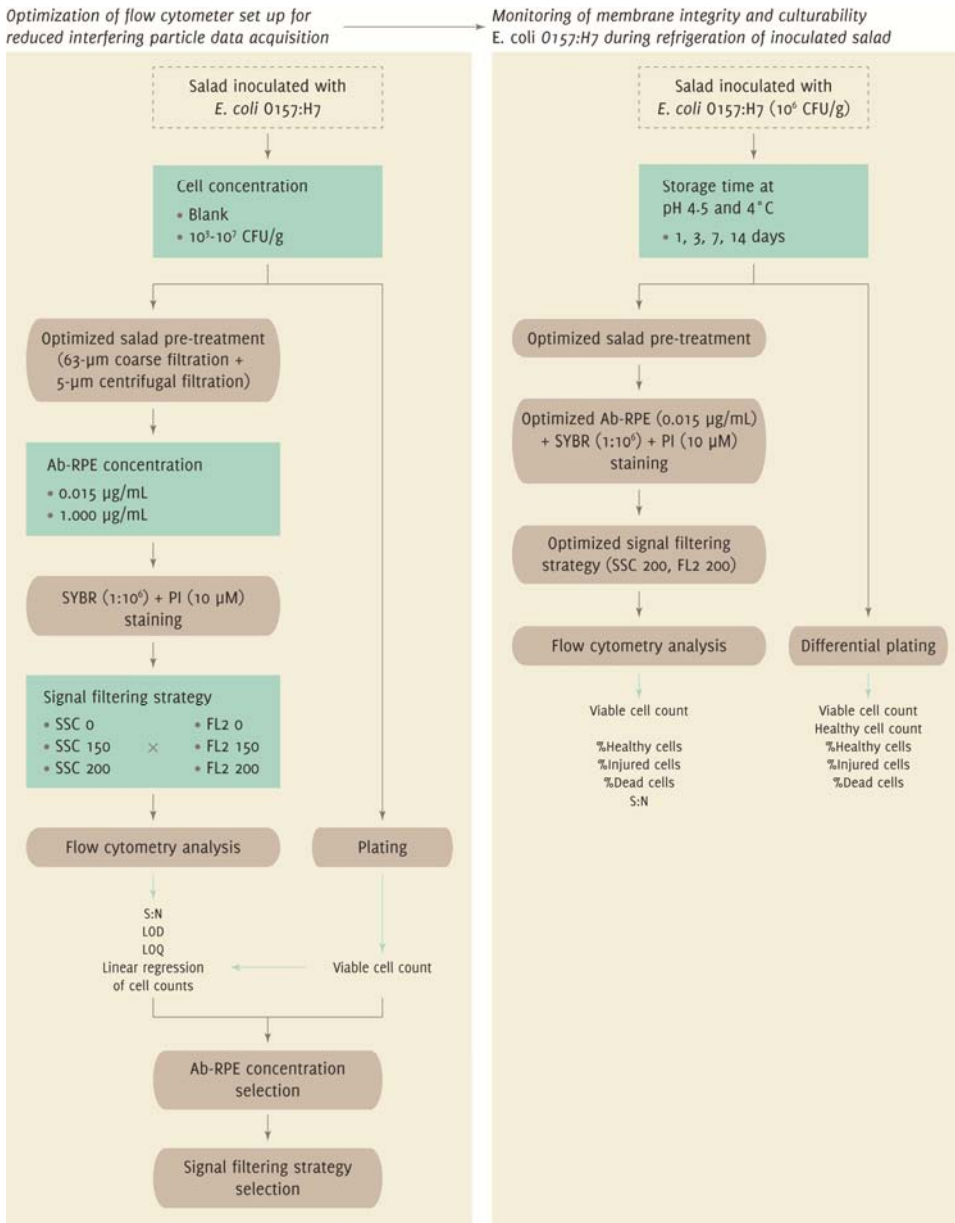 Optimization of flow cytometer set up for
reduced interfering particle data acquisition
Monitoring of membrane integrity and culturability
E. coli O157:H7 during refrigeration of inoculated salad
Salad inoculated with
E. coli O157:H7
Cell concentration
• Blank
• 10³-10⁷ CFU/g
Optimized salad pre-treatment
(63-µm coarse filtration +
5-µm centrifugal filtration)
Ab-RPE concentration
• 0.015 µg/mL
• 1.000 µg/mL
SYBR (1:10⁶) + PI (10 µM)
staining
Signal filtering strategy
• SSC 0 • FL2 0
• SSC 150 × • FL2 150
• SSC 200 • FL2 200
Flow cytometry analysis
Plating
S:N
LOD
LOQ
Linear regression
of cell counts
Viable cell count
Ab-RPE concentration
selection
Signal filtering strategy
selection
Salad inoculated with
E. coli O157:H7 (10⁶ CFU/g)
Storage time at
pH 4.5 and 4°C
• 1, 3, 7, 14 days
Optimized salad pre-treatment
Optimized Ab-RPE (0.015 µg/mL)
+ SYBR (1:10⁶) + PI (10 µM)
staining
Optimized signal filtering
strategy (SSC 200, FL2 200)
Flow cytometry analysis
Differential plating
Viable cell count
%Healthy cells
%Injured cells
%Dead cells
S:N
Viable cell count
Healthy cell count
%Healthy cells
%Injured cells
%Dead cells